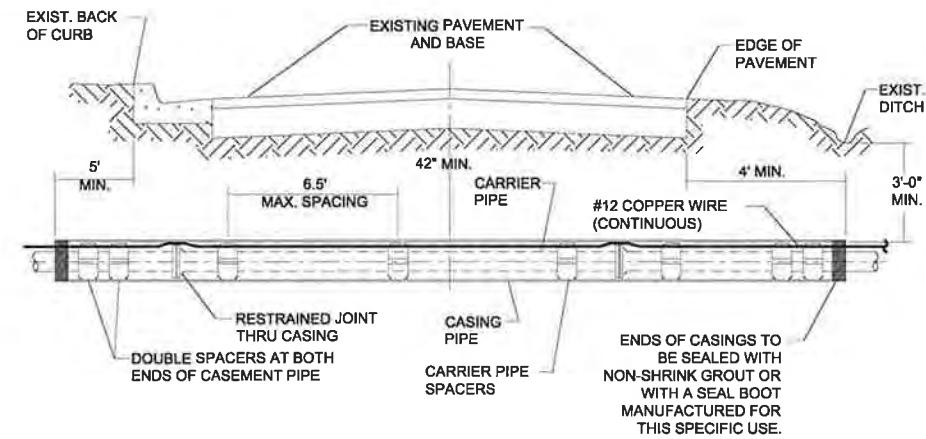 EXIST. BACK
OF CURB
EXISTING PAVEMENT
AND BASE
EDGE OF
PAVEMENT
EXIST.
DITCH
5'
MIN.
42" MIN.
4' MIN.
3'-0"
MIN.
6.5'
MAX. SPACING
CARRIER
PIPE
#12 COPPER WIRE
(CONTINUOUS)
RESTRAINED JOINT
THRU CASING
DOUBLE SPACERS AT BOTH
ENDS OF CASEMENT PIPE
CASING
PIPE
CARRIER PIPE
SPACERS
ENDS OF CASINGS TO
BE SEALED WITH
NON-SHRINK GROUT OR
WITH A SEAL BOOT
MANUFACTURED FOR
THIS SPECIFIC USE.